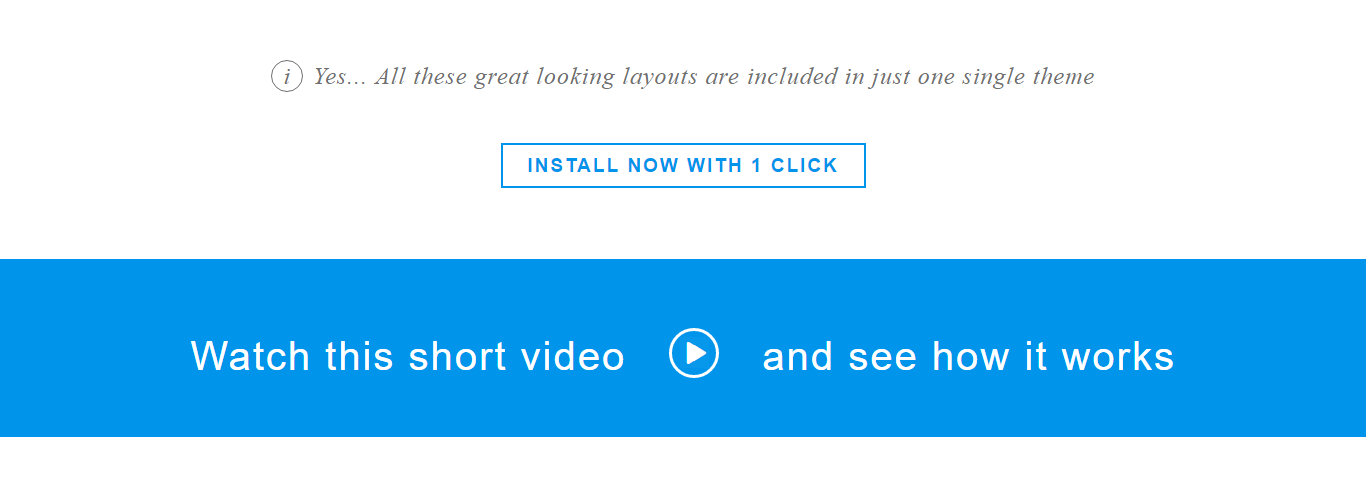 i Yes... All these great looking layouts are included in just one single theme
INSTALL NOW WITH 1 CLICK
Watch this short video and see how it works